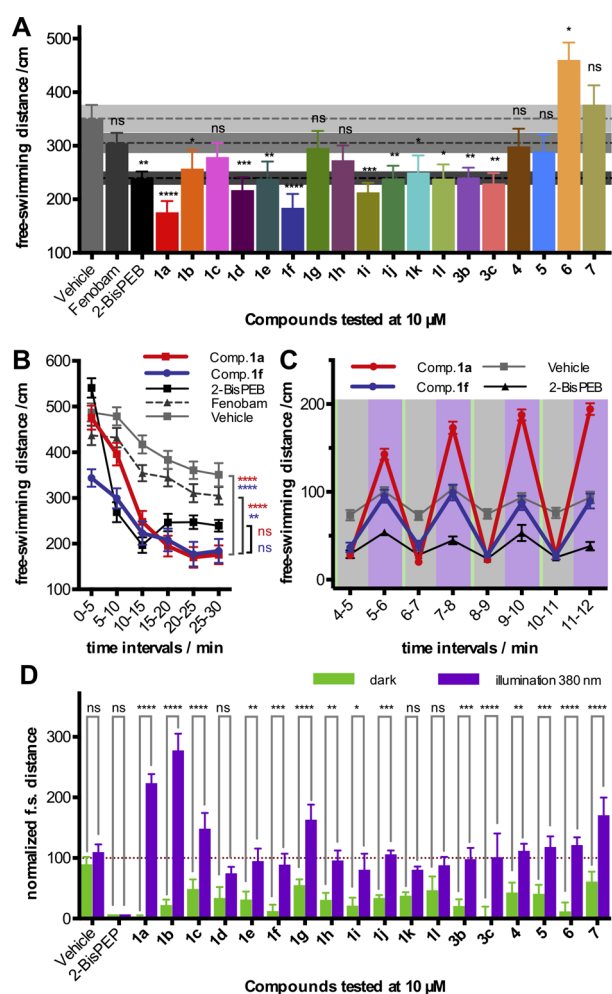 A
free-swimming distance /cm
500
400
300
200
100
ns
**
****
*
ns
***
**
****
ns
ns
***
**
*
*
**
**
ns
ns
*
ns
Vehicle
Fenobam
2-BisPEB
1a
1b
1c
1d
1e
1f
1g
1h
1i
1j
1k
1l
3b
3c
4
5
6
7
Compounds tested at 10 µM
B
free-swimming distance /cm
600
500
400
300
200
100
Comp.1a
Comp.1f
2-BisPEB
Fenobam
Vehicle
****
****
****
**
ns
ns
0-5
5-10
10-15
15-20
20-25
25-30
time intervals / min
C
Comp.1a
Vehicle
Comp.1f
2-BisPEB
free-swimming distance /cm
200
100
0
4-5
5-6
6-7
7-8
8-9
9-10
10-11
11-12
time intervals / min
D
dark
illumination 380 nm
normalized f.s. distance
300
200
100
0
ns
ns
****
****
****
ns
**
***
****
**
*
**
ns
ns
***
****
**
***
****
****
Vehicle
2-BisPEP
1a
1b
1c
1d
1e
1f
1g
1h
1i
1j
1k
1l
3b
3c
4
5
6
7
Compounds tested at 10 µM